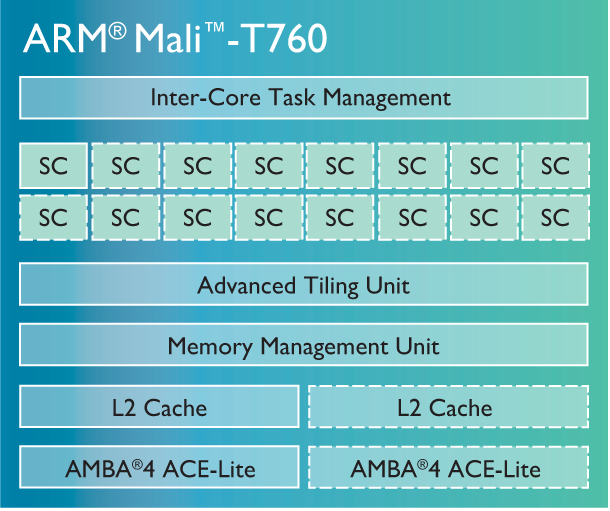 ARM® Mali™-T760
Inter-Core Task Management
SC SC SC SC SC SC SC SC
SC SC SC SC SC SC SC SC
Advanced Tiling Unit
Memory Management Unit
L2 Cache L2 Cache
AMBA®4 ACE-Lite AMBA®4 ACE-Lite